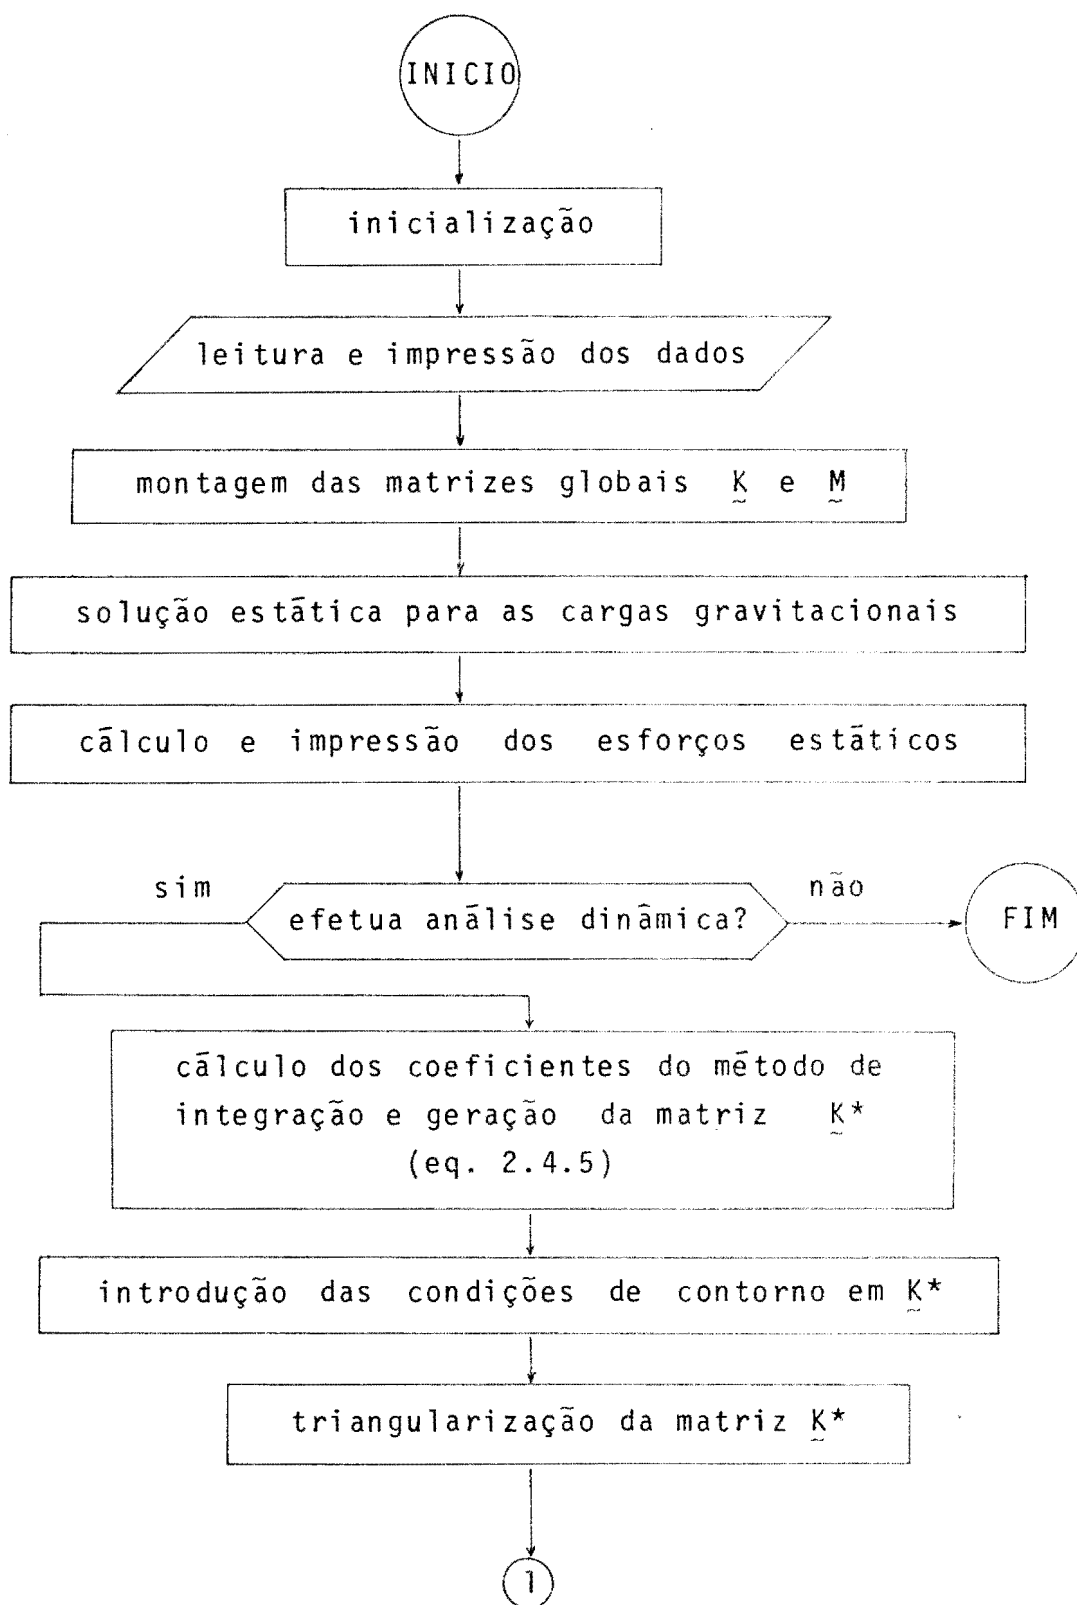 INICIO
inicialização
leitura e impressão dos dados
montagem das matrizes globais K̰ e M̰
solução estática para as cargas gravitacionais
cálculo e impressão dos esforços estáticos
sim
não
efetua análise dinâmica?
FIM
cálculo dos coeficientes do método de
integração e geração da matriz K̰*
(eq. 2.4.5)
introdução das condições de contorno em K̰*
triangularização da matriz K̰*
1